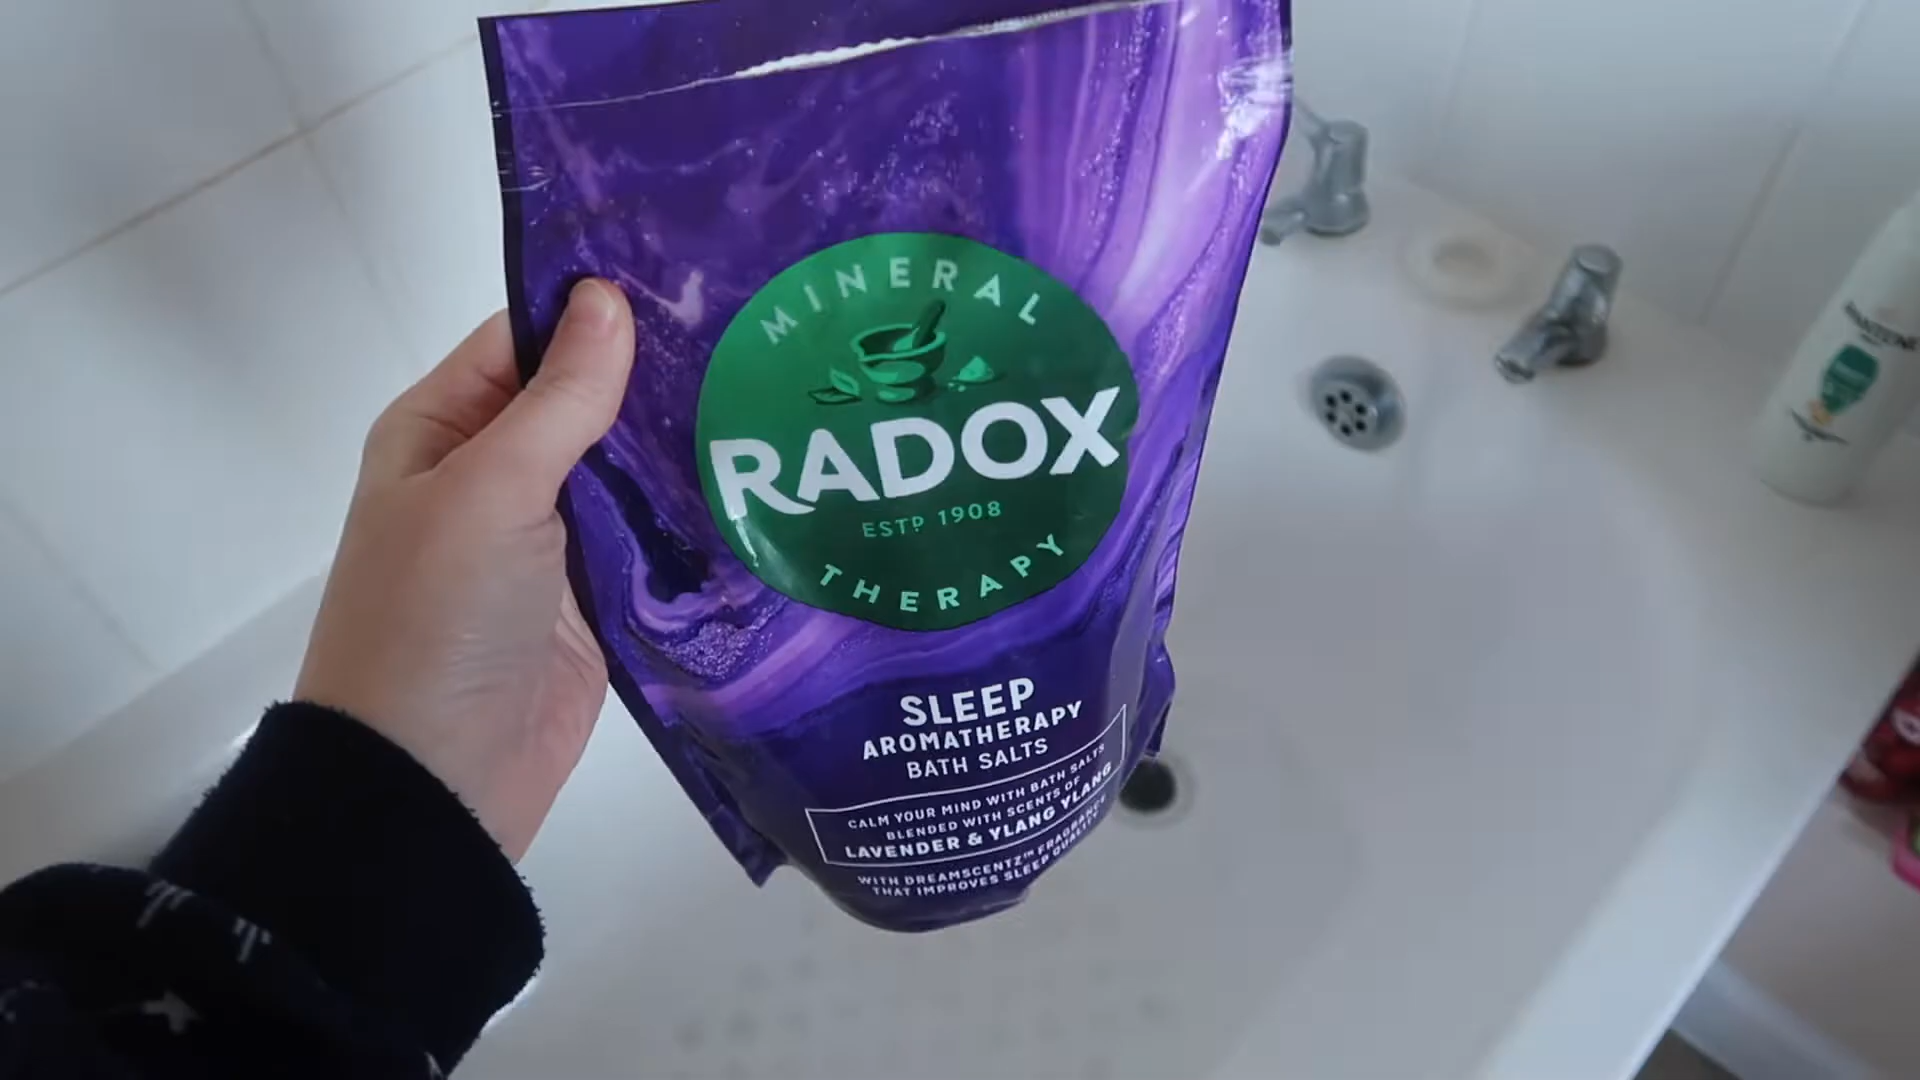 MINERAL
RADOX
ESTD 1908
THERAPY
SLEEP
AROMATHERAPY
BATH SALTS
CALM YOUR MIND WITH BATH SALTS
BLENDED WITH SCENTS OF
LAVENDER & YLANG YLANG
WITH DREAMSCENTZ™ FRAGRANCE
THAT IMPROVES SLEEP QUALITY